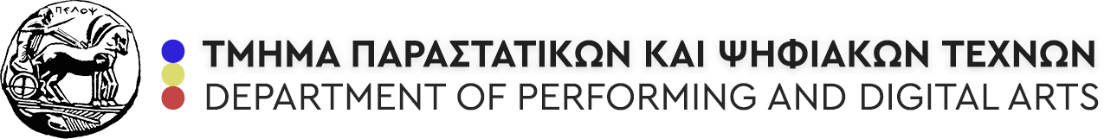 ΠΕΛΟΨ
ΤΜΗΜΑ ΠΑΡΑΣΤΑΤΙΚΩΝ ΚΑΙ ΨΗΦΙΑΚΩΝ ΤΕΧΝΩΝ
DEPARTMENT OF PERFORMING AND DIGITAL ARTS